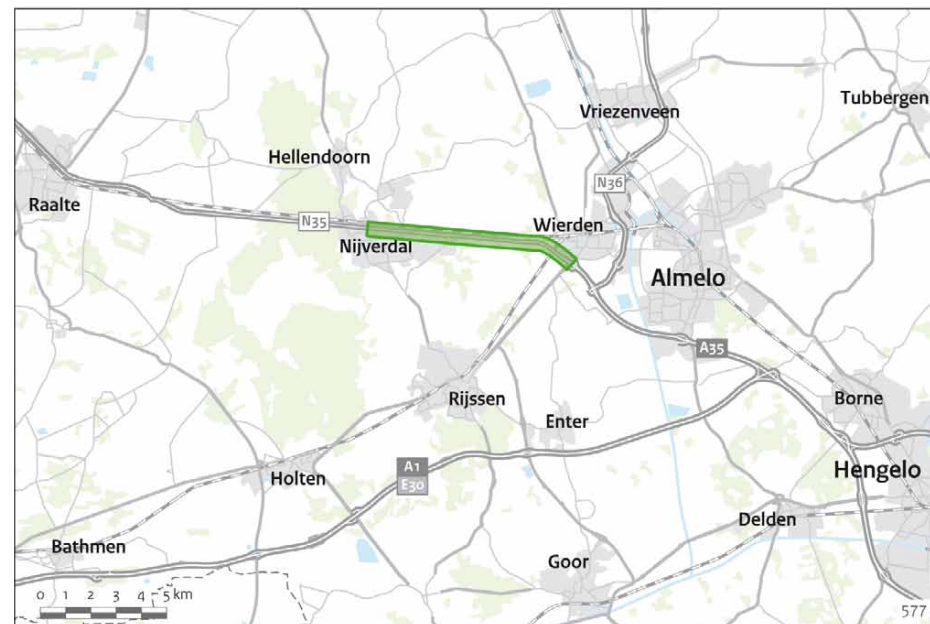 Vriezenveen
Tubbergen
Hellendoorn
N36
Raalte
N35
Wierden
Nijverdal
Almelo
A35
Rijssen
Borne
Enter
Hengelo
A1
E30
Holten
Delden
Bathmen
Goor
0 1 2 3 4 5 km
577